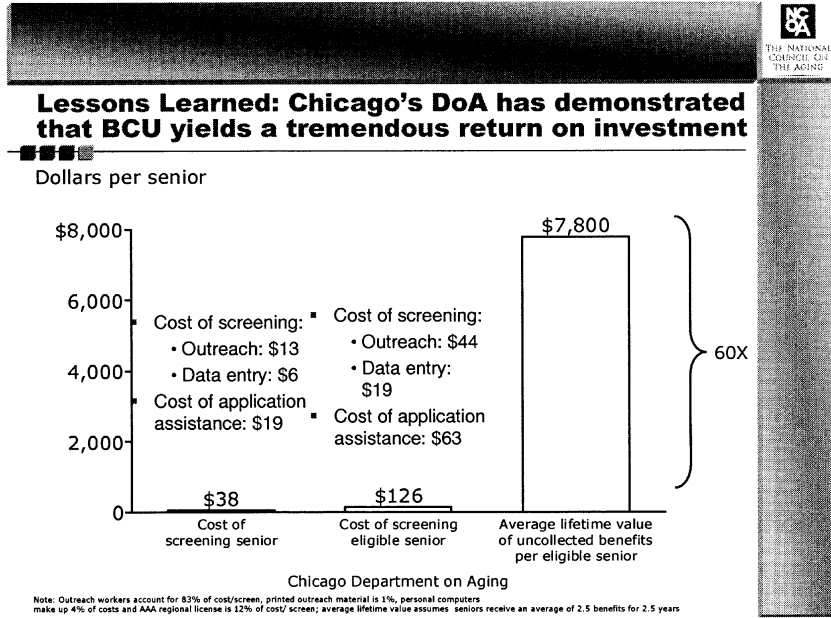 NCOA
THE NATIONAL
COUNCIL ON
THE AGING
Lessons Learned: Chicago's DoA has demonstrated
that BCU yields a tremendous return on investment
Dollars per senior
$8,000
6,000
4,000
2,000
0
▪ Cost of screening:
• Outreach: $13
• Data entry: $6
▪ Cost of application
assistance: $19
$38
Cost of
screening senior
▪ Cost of screening:
• Outreach: $44
• Data entry:
$19
▪ Cost of application
assistance: $63
$126
Cost of screening
eligible senior
$7,800
Average lifetime value
of uncollected benefits
per eligible senior
60X
Chicago Department on Aging
Note: Outreach workers account for 83% of cost/screen, printed outreach material is 1%, personal computers
make up 4% of costs and AAA regional license is 12% of cost/ screen; average lifetime value assumes seniors receive an average of 2.5 benefits for 2.5 years